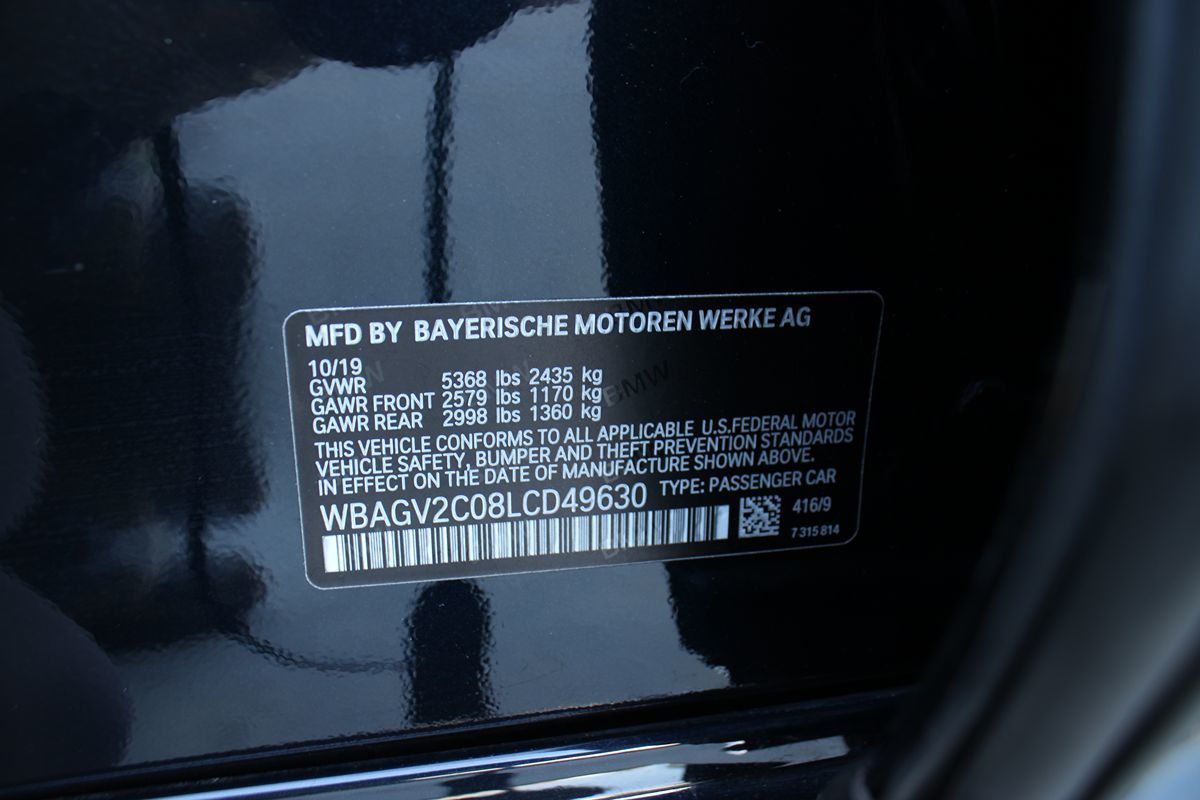 MFD BY BAYERISCHE MOTOREN WERKE AG
10/19
GVWR 5368 lbs 2435 kg
GAWR FRONT 2579 lbs 1170 kg
GAWR REAR 2998 lbs 1360 kg
THIS VEHICLE CONFORMS TO ALL APPLICABLE U.S.FEDERAL MOTOR
VEHICLE SAFETY, BUMPER AND THEFT PREVENTION STANDARDS
IN EFFECT ON THE DATE OF MANUFACTURE SHOWN ABOVE.
WBAGV2C08LCD49630 TYPE: PASSENGER CAR
416/9
7 315 814
BMW